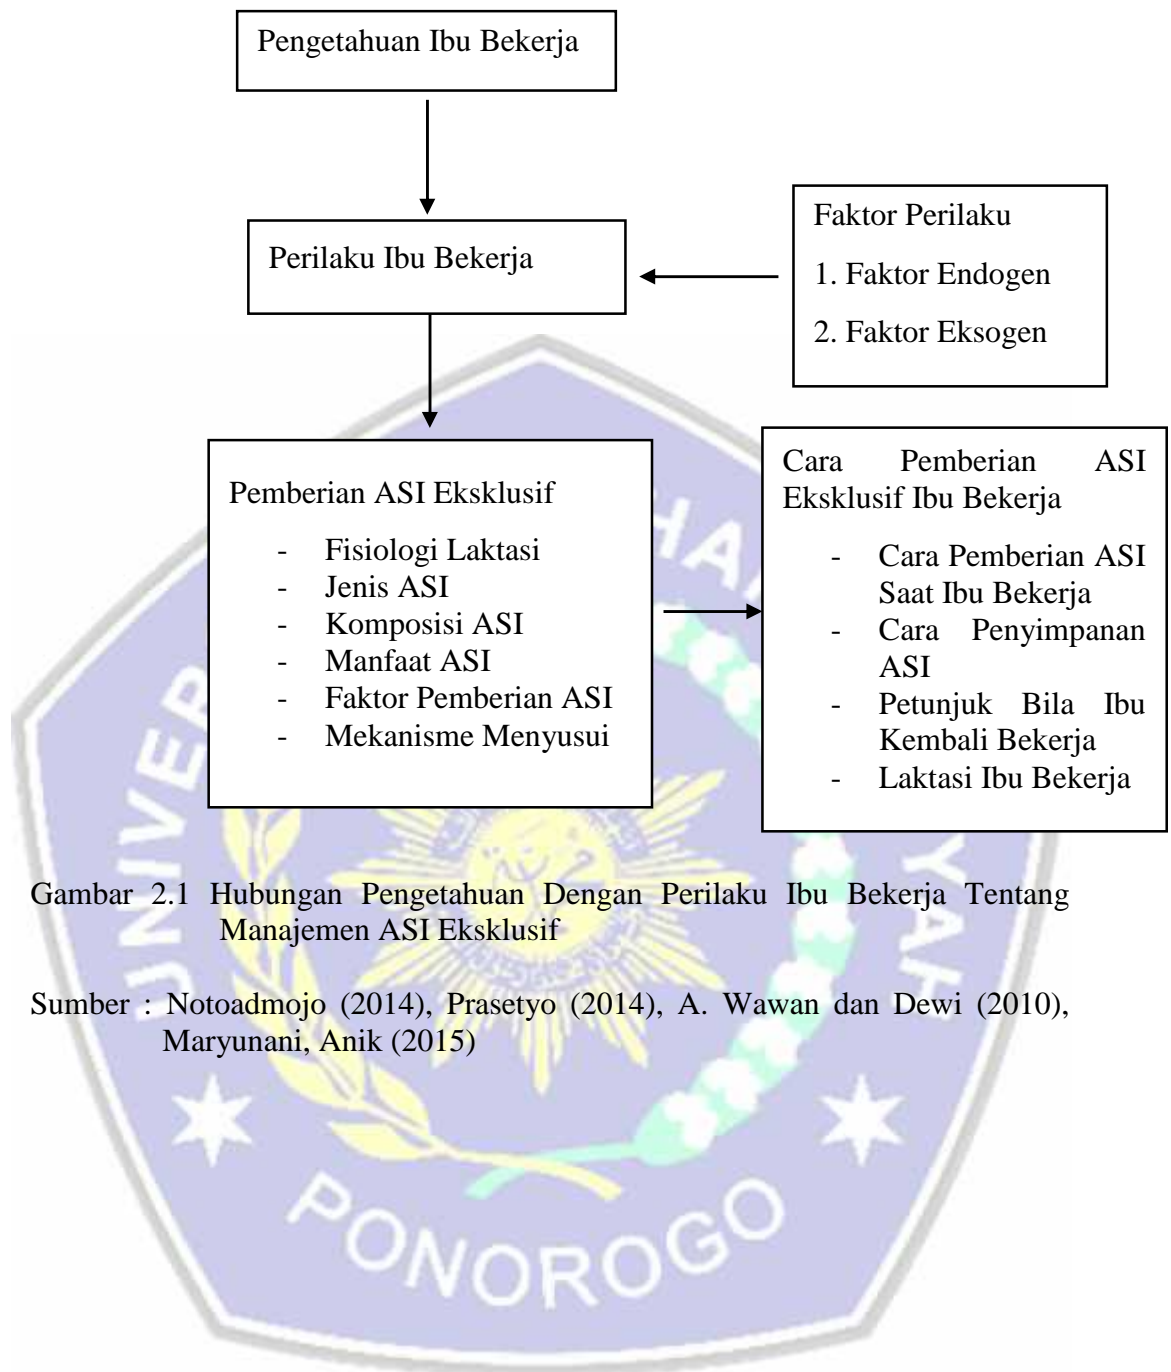 Pengetahuan Ibu Bekerja
Perilaku Ibu Bekerja
Faktor Perilaku
1. Faktor Endogen
2. Faktor Eksogen
Pemberian ASI Eksklusif
- Fisiologi Laktasi
- Jenis ASI
- Komposisi ASI
- Manfaat ASI
- Faktor Pemberian ASI
- Mekanisme Menyusui
Cara Pemberian ASI
Eksklusif Ibu Bekerja
- Cara Pemberian ASI
Saat Ibu Bekerja
- Cara Penyimpanan
ASI
- Petunjuk Bila Ibu
Kembali Bekerja
- Laktasi Ibu Bekerja
Gambar 2.1 Hubungan Pengetahuan Dengan Perilaku Ibu Bekerja Tentang
Manajemen ASI Eksklusif
Sumber : Notoadmojo (2014), Prasetyo (2014), A. Wawan dan Dewi (2010),
Maryunani, Anik (2015)
PONOROGO